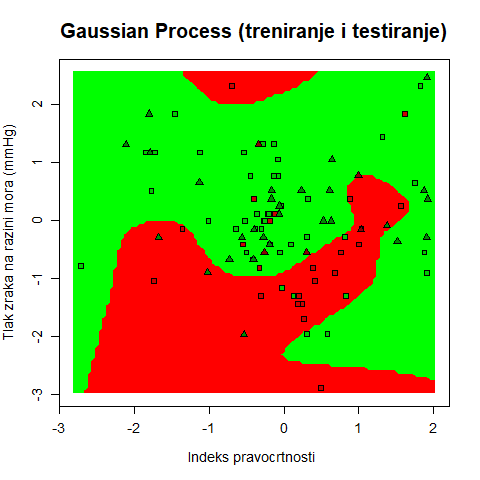 Gaussian Process (treniranje i testiranje)
Tlak zraka na razini mora (mmHg)
2
1
0
-1
-2
-3
-3 -2 -1 0 1 2
Indeks pravocrtnosti